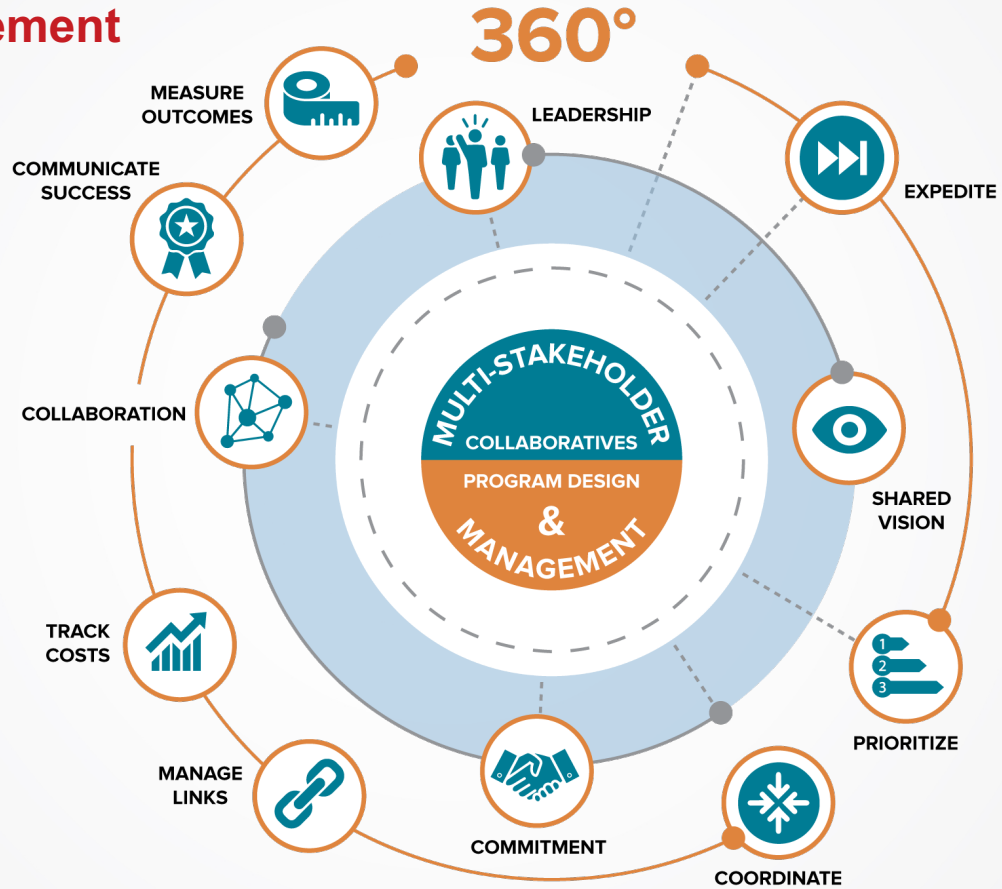 ement
360°
MEASURE
OUTCOMES
LEADERSHIP
COMMUNICATE
SUCCESS
EXPEDITE
MULTI-STAKEHOLDER
COLLABORATIVES
PROGRAM DESIGN
&
MANAGEMENT
COLLABORATION
SHARED
VISION
TRACK
COSTS
1
2
3
PRIORITIZE
MANAGE
LINKS
COMMITMENT
COORDINATE